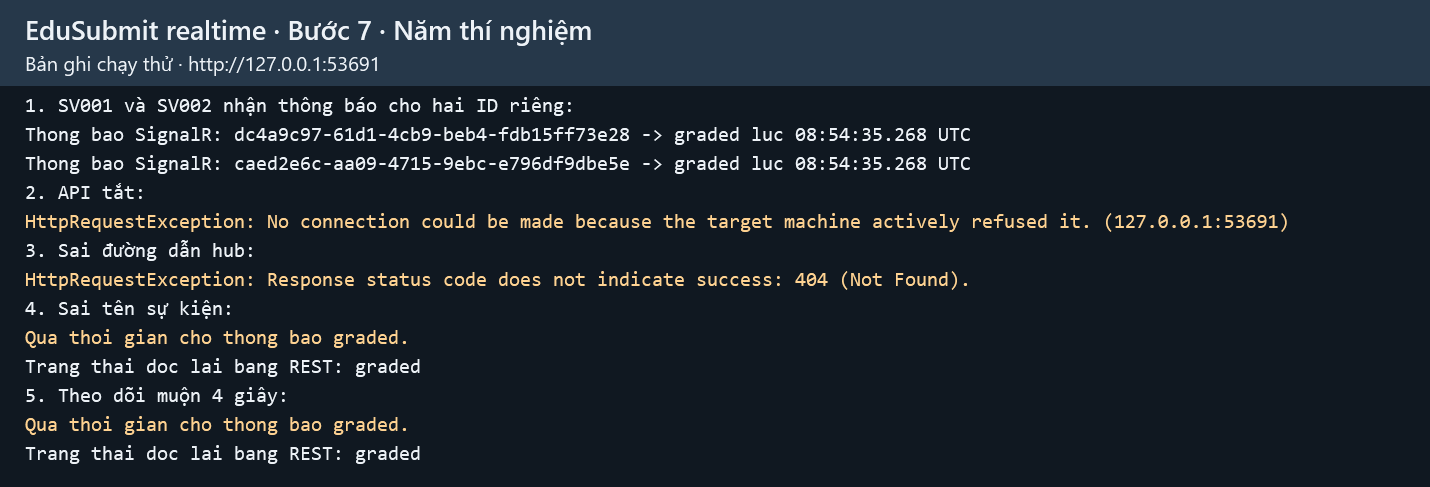 EduSubmit realtime · Bước 7 · Năm thí nghiệm
Bản ghi chạy thử · http://127.0.0.1:53691
1. SV001 và SV002 nhận thông báo cho hai ID riêng:
Thong bao SignalR: dc4a9c97-61d1-4cb9-beb4-fdb15ff73e28 -> graded luc 08:54:35.268 UTC
Thong bao SignalR: caed2e6c-aa09-4715-9ebc-e796df9dbe5e -> graded luc 08:54:35.268 UTC
2. API tắt:
HttpRequestException: No connection could be made because the target machine actively refused it. (127.0.0.1:53691)
3. Sai đường dẫn hub:
HttpRequestException: Response status code does not indicate success: 404 (Not Found).
4. Sai tên sự kiện:
Qua thoi gian cho thong bao graded.
Trang thai doc lai bang REST: graded
5. Theo dõi muộn 4 giây:
Qua thoi gian cho thong bao graded.
Trang thai doc lai bang REST: graded